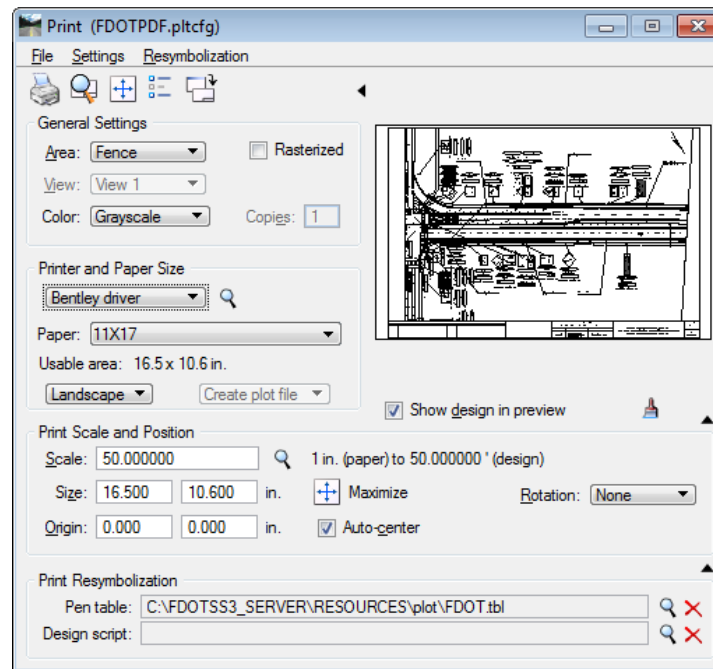 Print (FDOTPDF.pltcfg)
File Settings Resymbolization
General Settings
Area: Fence Rasterized
View: View 1
Color: Grayscale Copies: 1
Printer and Paper Size
Bentley driver
Paper: 11X17
Usable area: 16.5 x 10.6 in.
Landscape Create plot file
Show design in preview
Print Scale and Position
Scale: 50.000000 1 in. (paper) to 50.000000 ' (design)
Size: 16.500 10.600 in. Maximize Rotation: None
Origin: 0.000 0.000 in. Auto-center
Print Resymbolization
Pen table: C:\FDOTSS3_SERVER\RESOURCES\plot\FDOT.tbl
Design script: